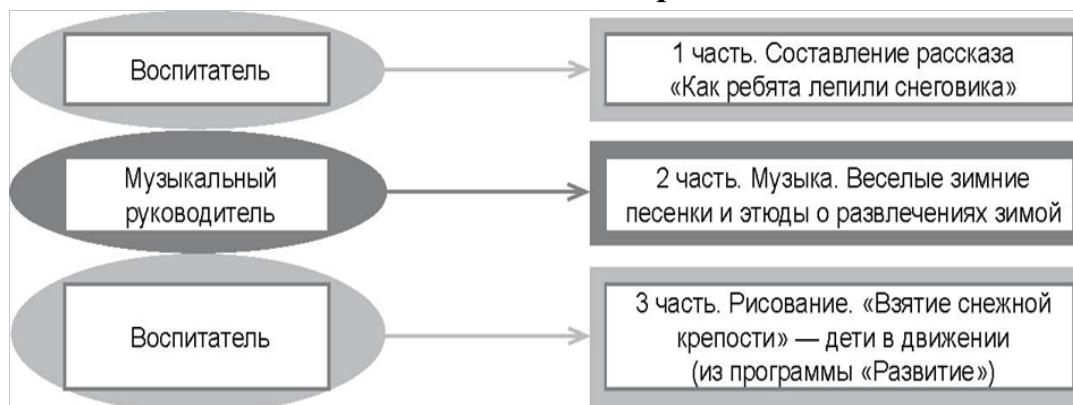 Воспитатель
1 часть. Составление рассказа
«Как ребята лепили снеговика»
Музыкальный
руководитель
2 часть. Музыка. Веселые зимние
песенки и этюды о развлечениях зимой
Воспитатель
3 часть. Рисование. «Взятие снежной
крепости» — дети в движении
(из программы «Развитие»)